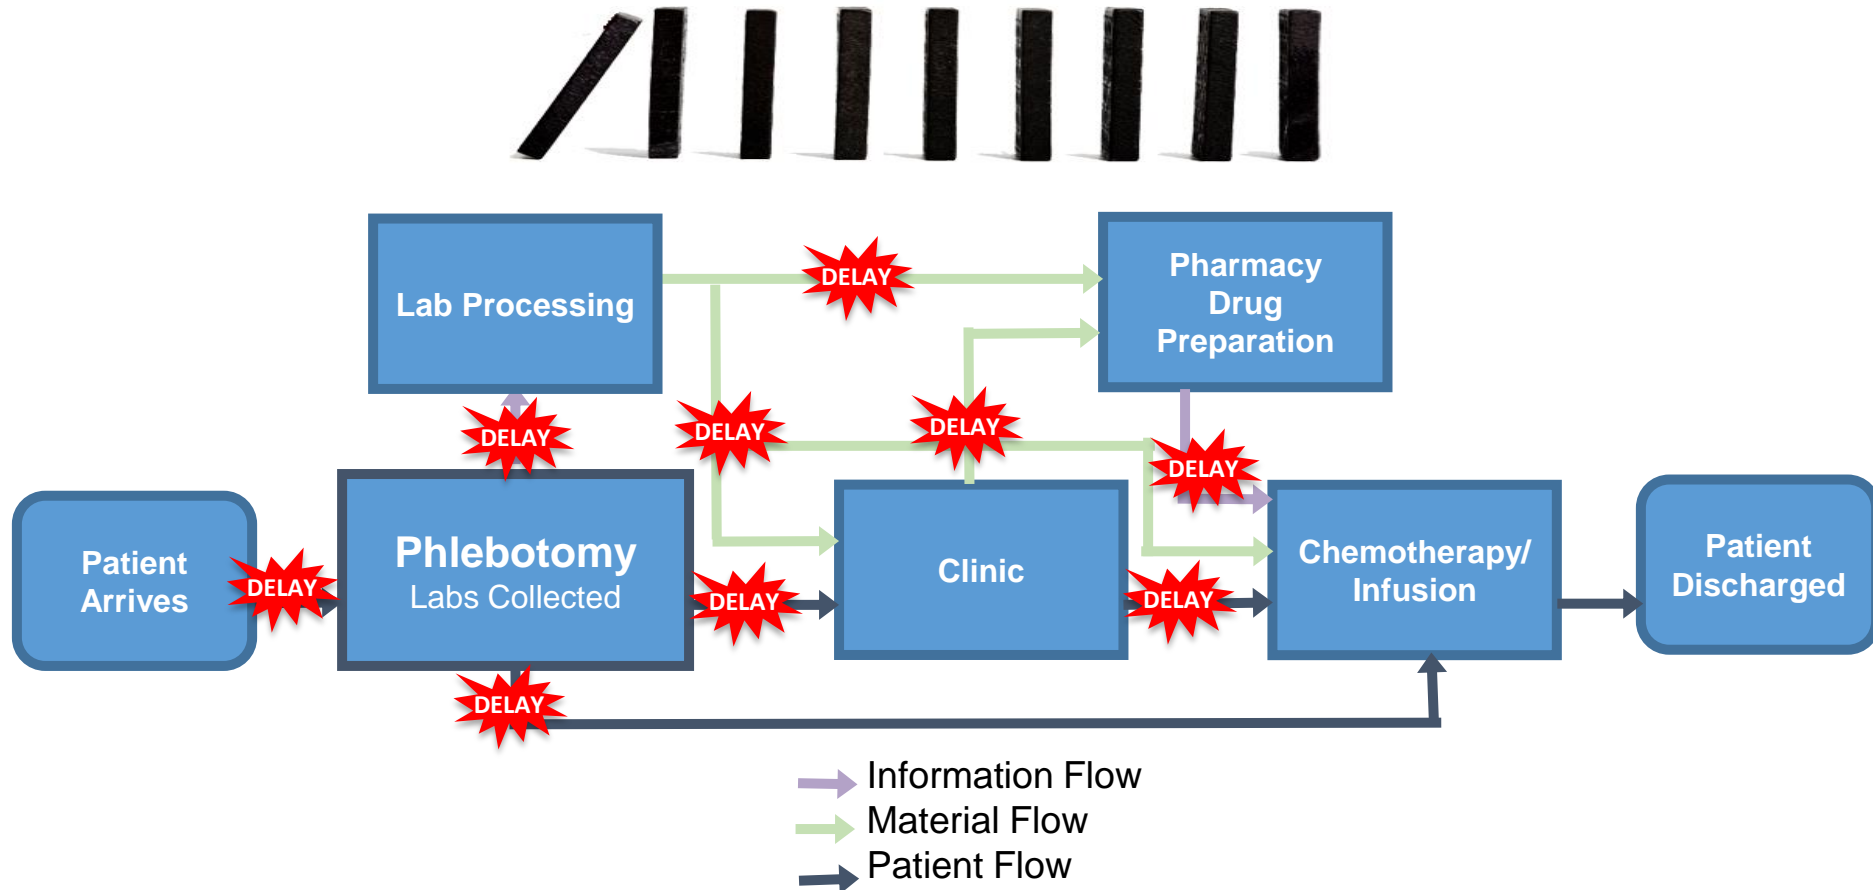 Lab Processing
DELAY
Pharmacy
Drug
Preparation
DELAY
DELAY
DELAY
DELAY
Patient
Arrives
DELAY
Phlebotomy
Labs Collected
DELAY
Clinic
DELAY
Chemotherapy/
Infusion
Patient
Discharged
DELAY
Information Flow
Material Flow
Patient Flow